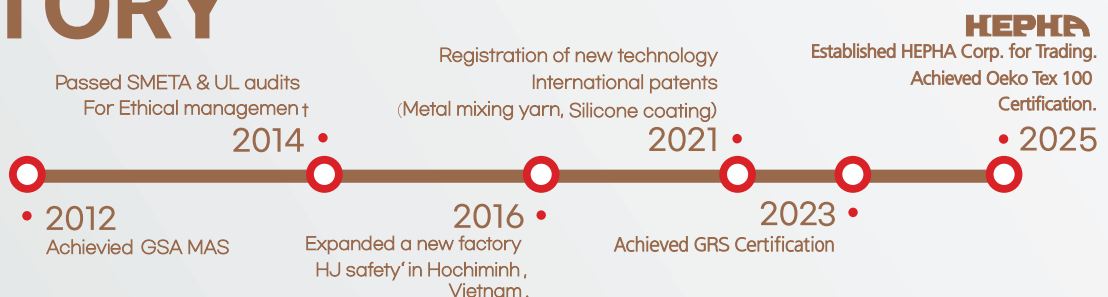 TORY
HEPHA
Established HEPHA Corp. for Trading.
Achieved Oeko Tex 100
Certification.
2025
Registration of new technology
International patents
(Metal mixing yarn, Silicone coating)
2021
Passed SMETA & UL audits
For Ethical management
2014
2012
Achievied GSA MAS
2016
Expanded a new factory
HJ safety‘ in Hochiminh,
Vietnam.
2023
Achieved GRS Certification